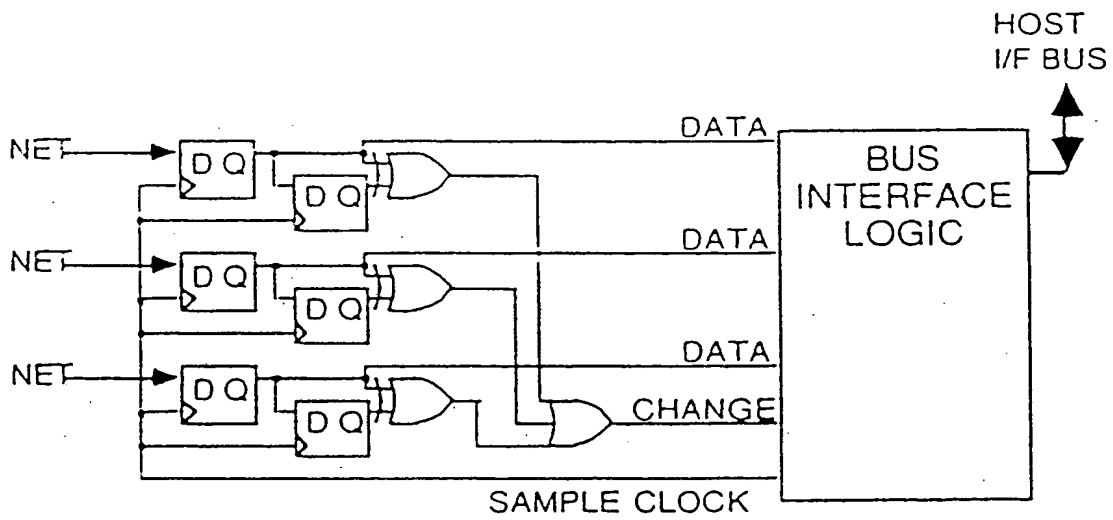 HOST
I/F BUS
NET
DATA
D Q
D Q
BUS
INTERFACE
LOGIC
NET
DATA
D Q
D Q
NET
DATA
D Q
D Q
CHANGE
SAMPLE CLOCK